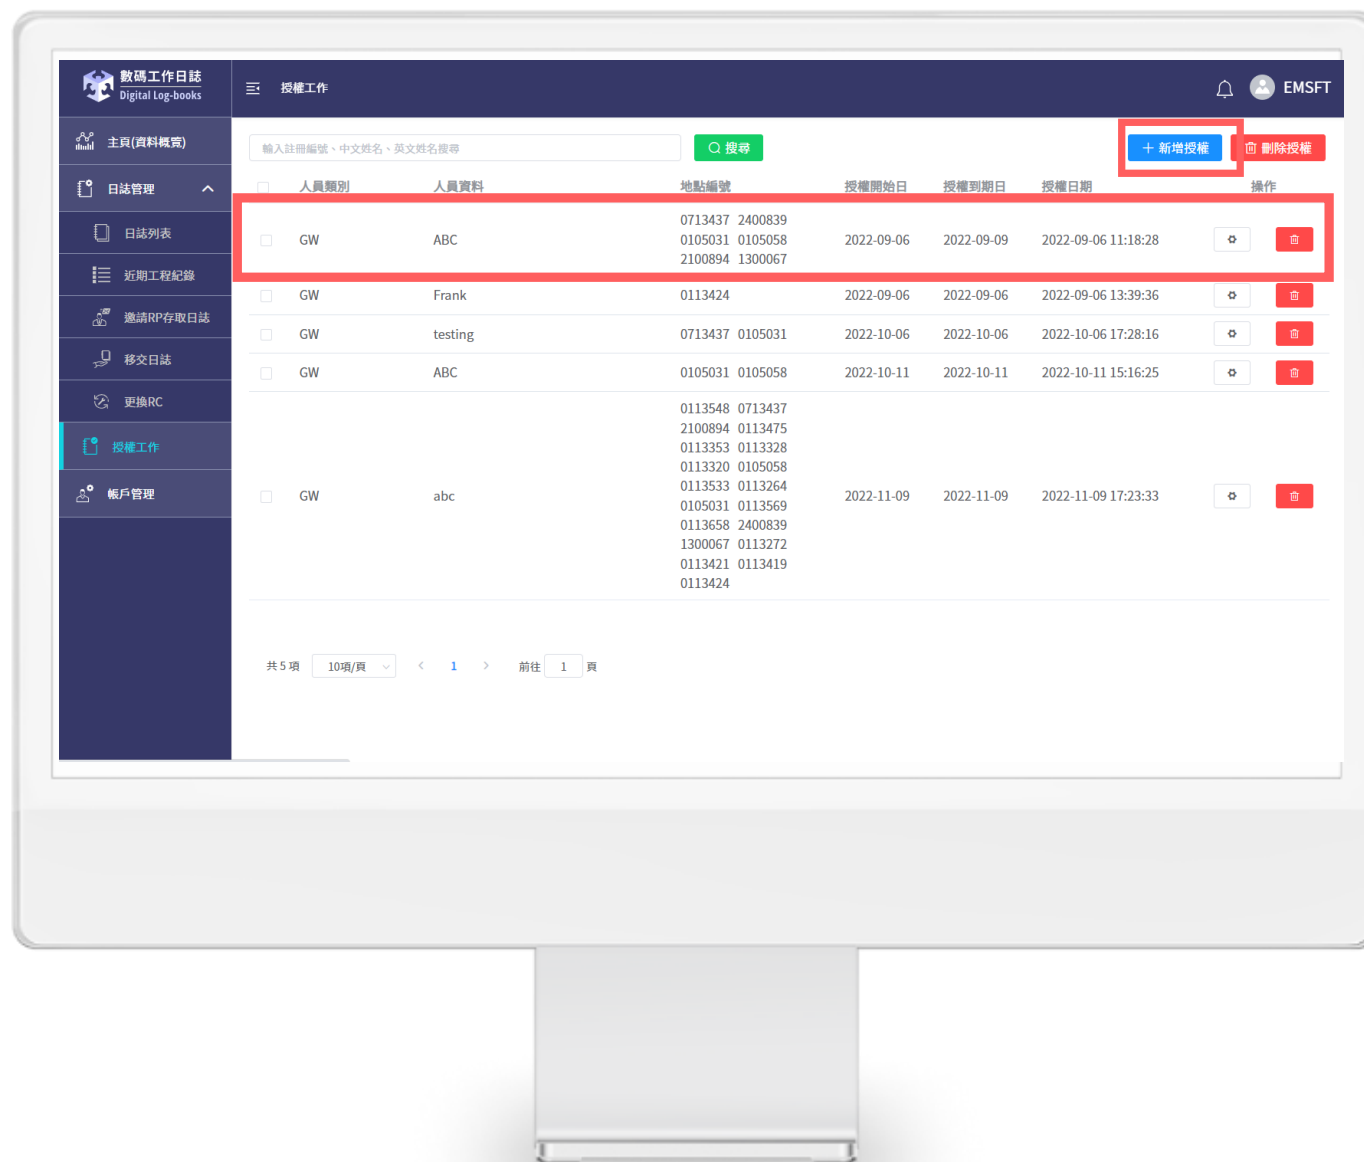 數碼工作日誌
Digital Log-books
授權工作
EMSFT
主頁(資料概覽)
日誌管理
日誌列表
近期工程紀錄
邀請RP存取日誌
移交日誌
更換RC
授權工作
帳戶管理
輸入註冊編號、中文姓名、英文姓名搜尋
搜尋
+ 新增授權
刪除授權
人員類別 人員資料 地點編號 授權開始日 授權到期日 授權日期 操作
0713437 2400839
GW ABC 0105031 0105058 2022-09-06 2022-09-09 2022-09-06 11:18:28
2100894 1300067
GW Frank 0113424 2022-09-06 2022-09-06 2022-09-06 13:39:36
GW testing 0713437 0105031 2022-10-06 2022-10-06 2022-10-06 17:28:16
GW ABC 0105031 0105058 2022-10-11 2022-10-11 2022-10-11 15:16:25
0113548 0713437
2100894 0113475
0113353 0113328
0113320 0105058
GW abc 0113533 0113264 2022-11-09 2022-11-09 2022-11-09 17:23:33
0105031 0113569
0113658 2400839
1300067 0113272
0113421 0113419
0113424
共 5 項 10項/頁 < 1 > 前往 1 頁